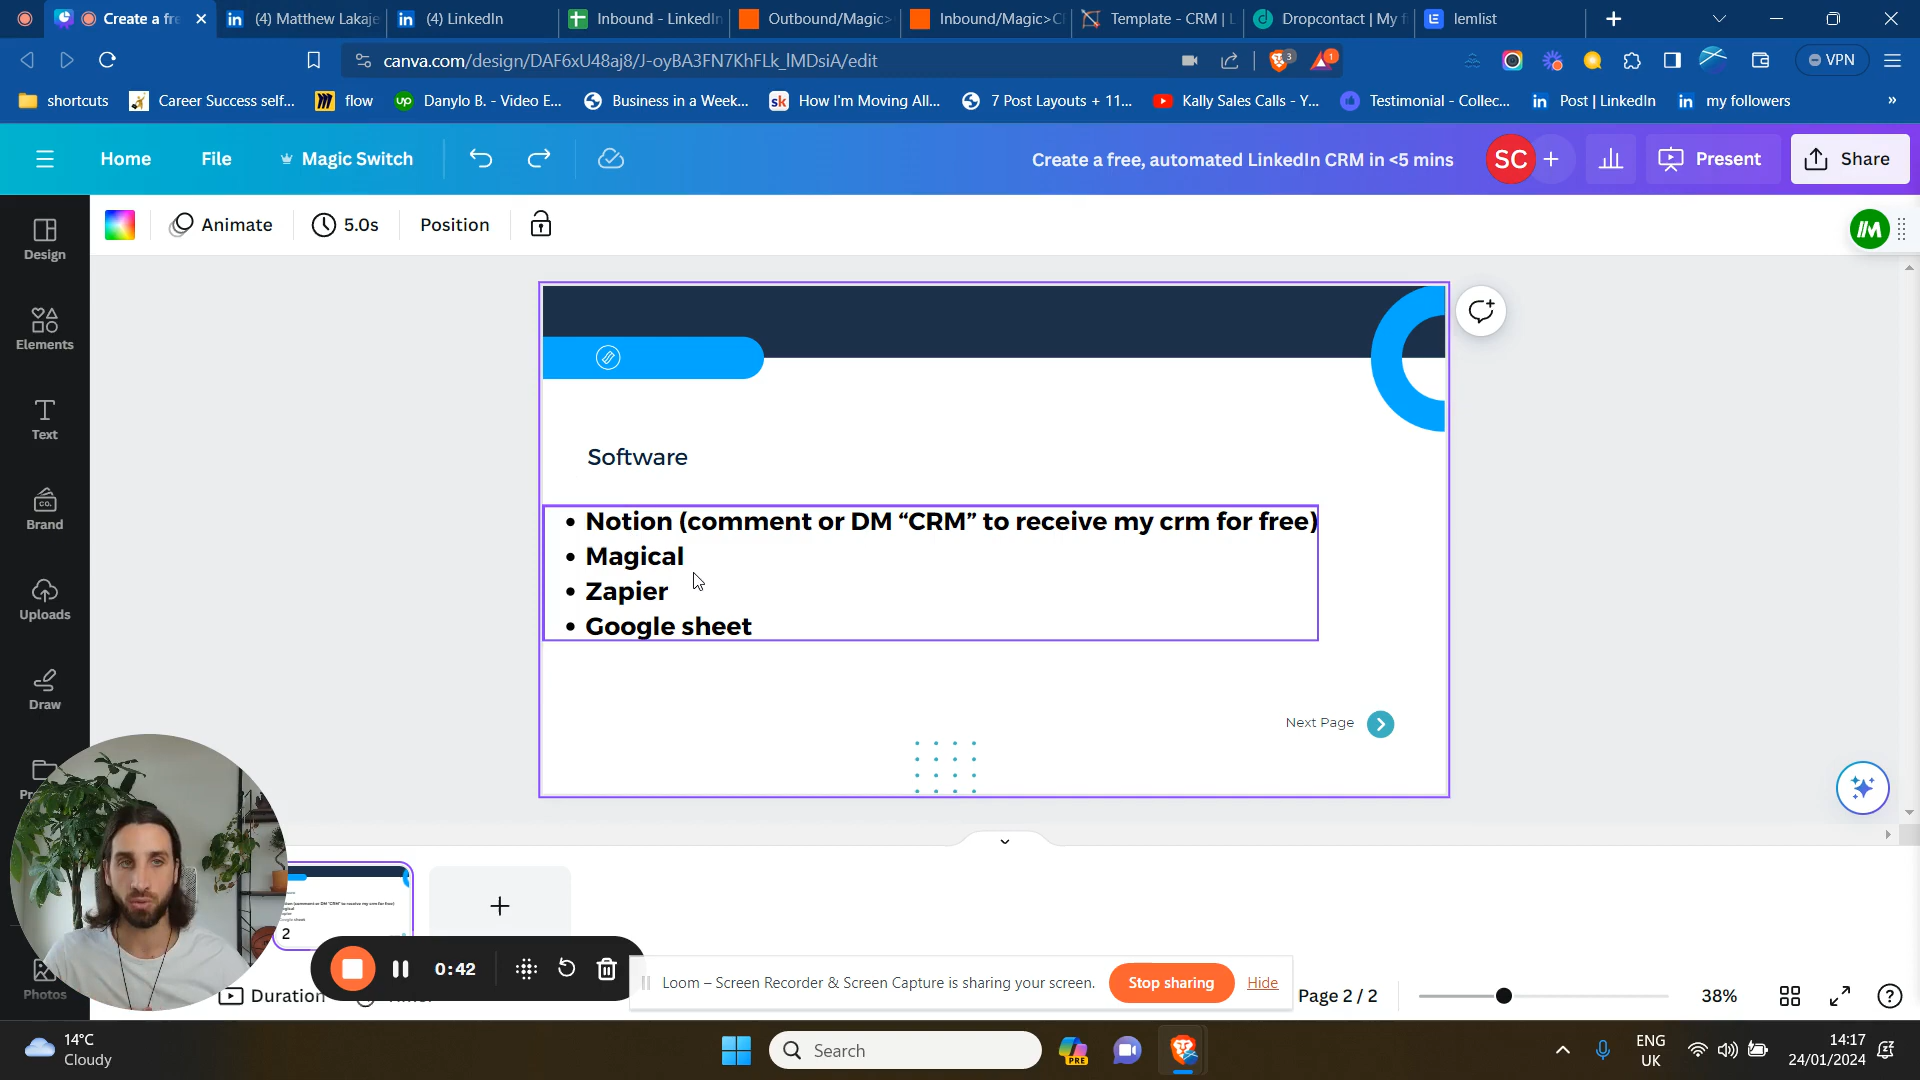 Create a fre
(4) Matthew Lakaje
(4) LinkedIn
Inbound - LinkedIn
Outbound/Magic>
Inbound/Magic>C
Template - CRM | L
Dropcontact | My f
lemlist
canva.com/design/DAF6xU48aj8/J-oyBA3FN7KhFLk_IMDsiA/edit
3
1
VPN
shortcuts
Career Success self...
flow
Danylo B. - Video E...
Business in a Week...
How I'm Moving All...
7 Post Layouts + 11...
Kally Sales Calls - Y...
Testimonial - Collec...
Post | LinkedIn
my followers
»
Home
File
Magic Switch
Create a free, automated LinkedIn CRM in <5 mins
SC
Present
Share
Animate
5.0s
Position
Design
Elements
Text
Brand
Uploads
Draw
Photos
Software
• Notion (comment or DM “CRM” to receive my crm for free)
• Magical
• Zapier
• Google sheet
Next Page
2
0:42
Duration
Loom – Screen Recorder & Screen Capture is sharing your screen.
Stop sharing
Hide
Page 2 / 2
38%
14°C
Cloudy
Search
PRE
ENG
UK
14:17
24/01/2024